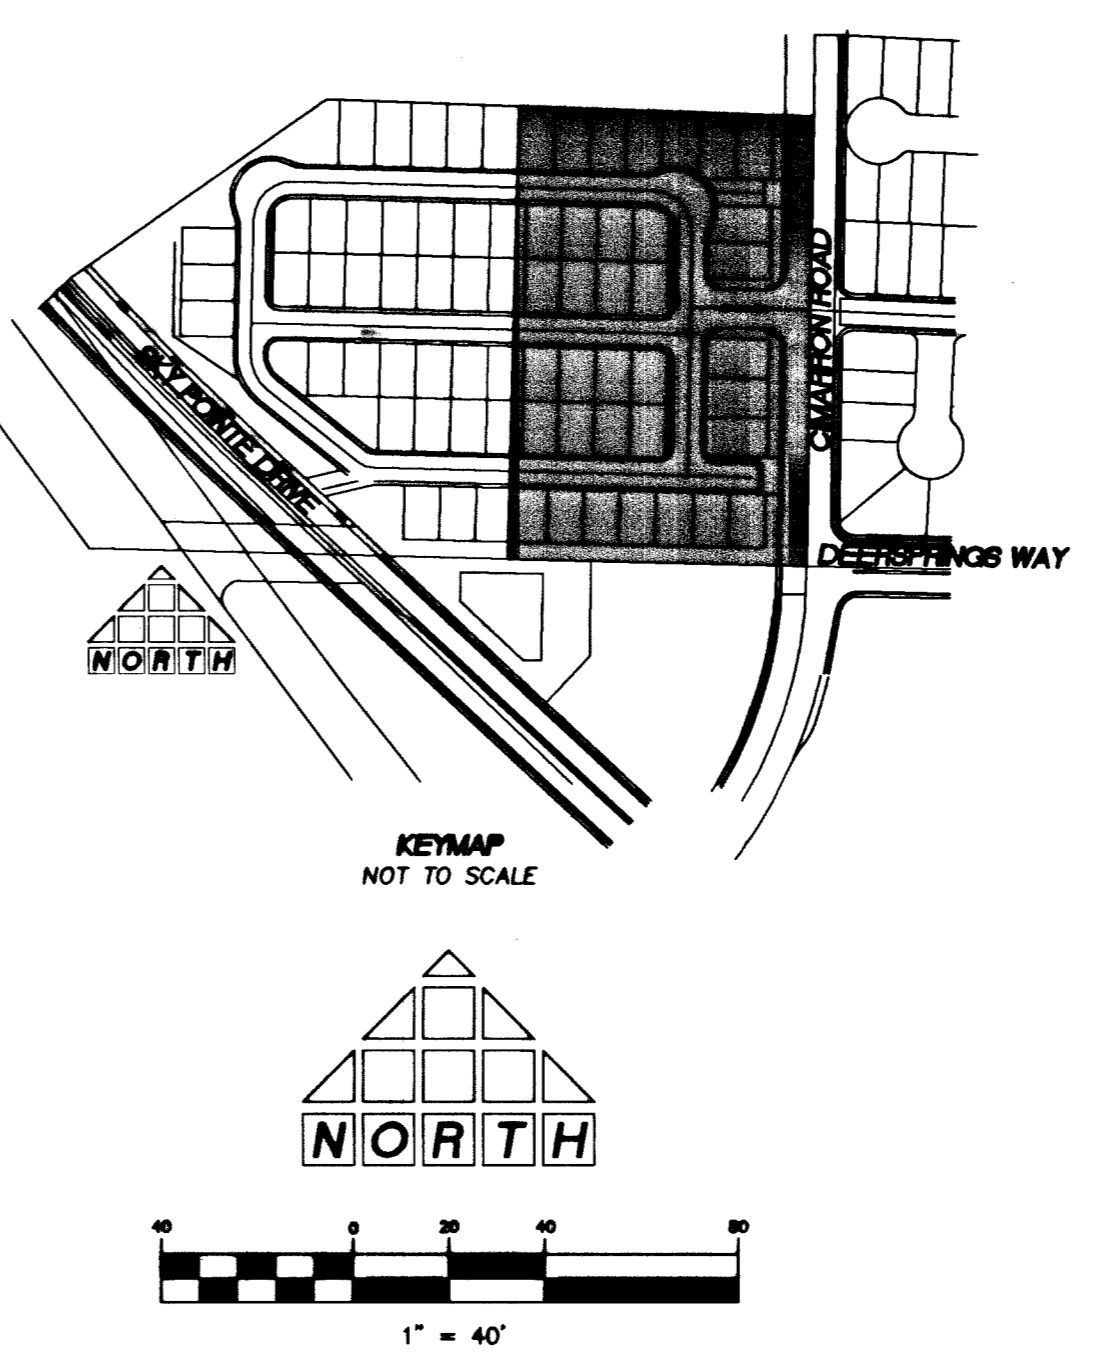 CIMARRON ROAD
SKY POINTE DRIVE
DEERSPRINGS WAY
NORTH
KEYMAP
NOT TO SCALE
NORTH
40 0 20 40 80
1" = 40'